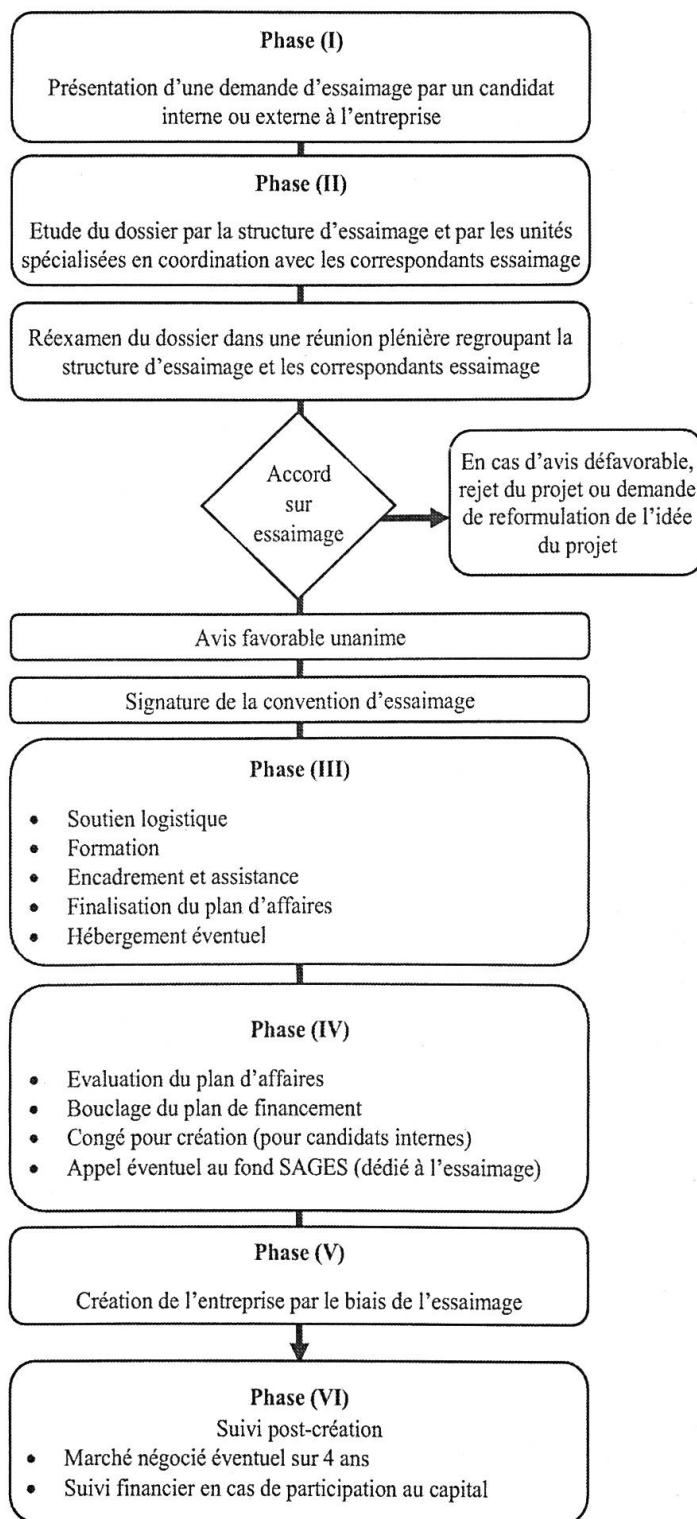 Phase (I)
Présentation d’une demande d’essaimage par un candidat
interne ou externe à l’entreprise
Phase (II)
Etude du dossier par la structure d’essaimage et par les unités
spécialisées en coordination avec les correspondants essaimage
Réexamen du dossier dans une réunion plénière regroupant la
structure d’essaimage et les correspondants essaimage
Accord
sur
essaimage
En cas d’avis défavorable,
rejet du projet ou demande
de reformulation de l’idée
du projet
Avis favorable unanime
Signature de la convention d’essaimage
Phase (III)
• Soutien logistique
• Formation
• Encadrement et assistance
• Finalisation du plan d’affaires
• Hébergement éventuel
Phase (IV)
• Evaluation du plan d’affaires
• Bouclage du plan de financement
• Congé pour création (pour candidats internes)
• Appel éventuel au fond SAGES (dédié à l’essaimage)
Phase (V)
Création de l’entreprise par le biais de l’essaimage
Phase (VI)
Suivi post-création
• Marché négocié éventuel sur 4 ans
• Suivi financier en cas de participation au capital